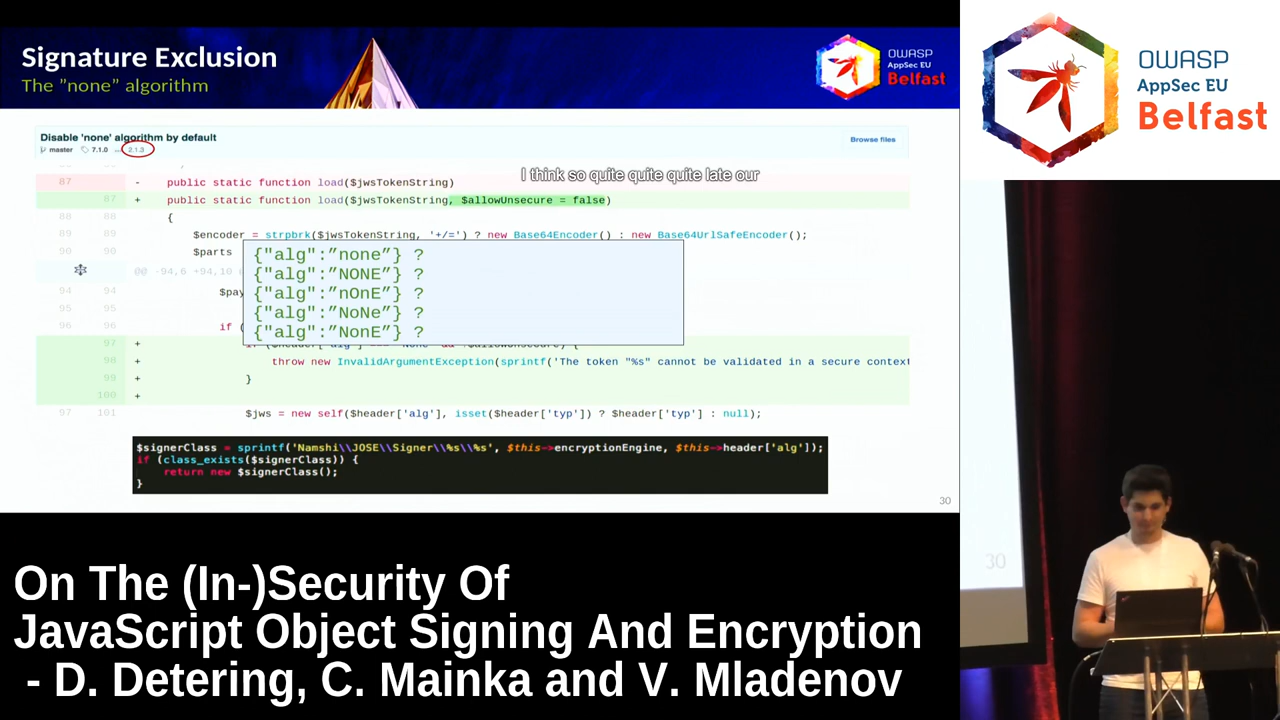 Signature Exclusion
The ”none” algorithm
OWASP
AppSec EU
Belfast
OWASP
AppSec EU
Belfast
Disable 'none' algorithm by default
master 7.1.0 … 2.1.3
Browse files
I think so quite quite quite late our
87 - public static function load($jwsTokenString)
87 + public static function load($jwsTokenString, $allowUnsecure = false)
88 88 {
89 89 $encoder = strpbrk($jwsTokenString, '+/=') ? new Base64Encoder() : new Base64UrlSafeEncoder();
90 90 $parts
@@ -94,6 +94,10
{"alg":”none”} ?
{"alg":”NONE”} ?
{"alg":”nOnE”} ?
{"alg":”NoNe”} ?
{"alg":”NonE”} ?
94 94 $pay
95 95
96 96 if (
97 +
98 + throw new InvalidArgumentException(sprintf('The token "%s" cannot be validated in a secure context
99 + }
100 +
97 101 $jws = new self($header['alg'], isset($header['typ']) ? $header['typ'] : null);
$signerClass = sprintf('Namshi\\JOSE\\Signer\\%s\\%s', $this->encryptionEngine, $this->header['alg']);
if (class_exists($signerClass)) {
return new $signerClass();
}
30
30
On The (In-)Security Of
JavaScript Object Signing And Encryption
- D. Detering, C. Mainka and V. Mladenov